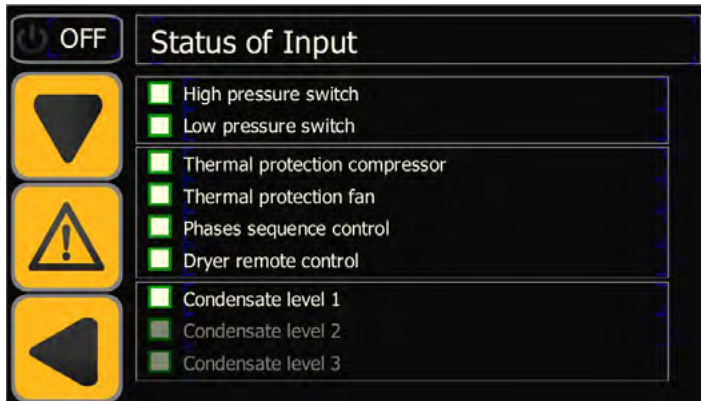 OFF
Status of Input
High pressure switch
Low pressure switch
Thermal protection compressor
Thermal protection fan
Phases sequence control
Dryer remote control
Condensate level 1
Condensate level 2
Condensate level 3